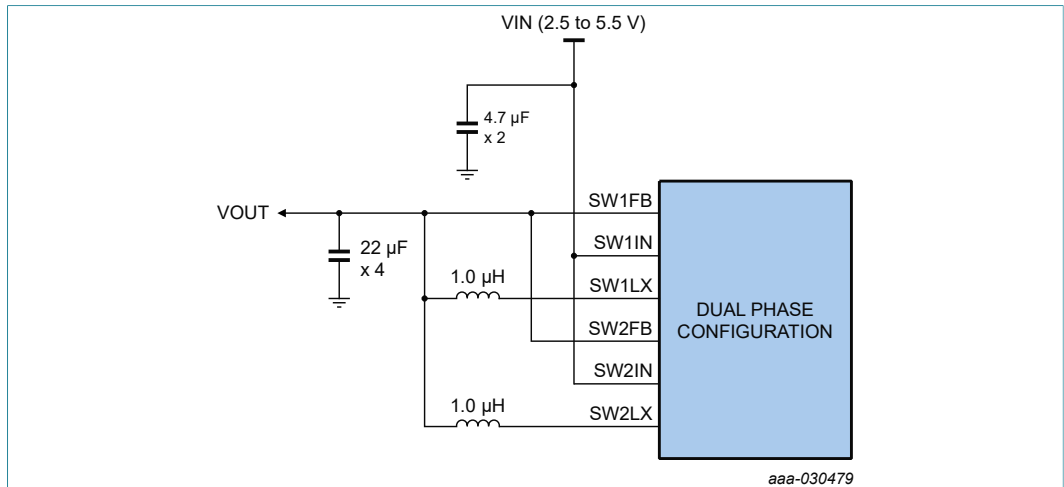 VIN (2.5 to 5.5 V)
4.7 µF
x 2
SW1FB
VOUT
SW1IN
22 µF
x 4
1.0 µH
SW1LX
DUAL PHASE
CONFIGURATION
SW2FB
SW2IN
1.0 µH
SW2LX
aaa-030479